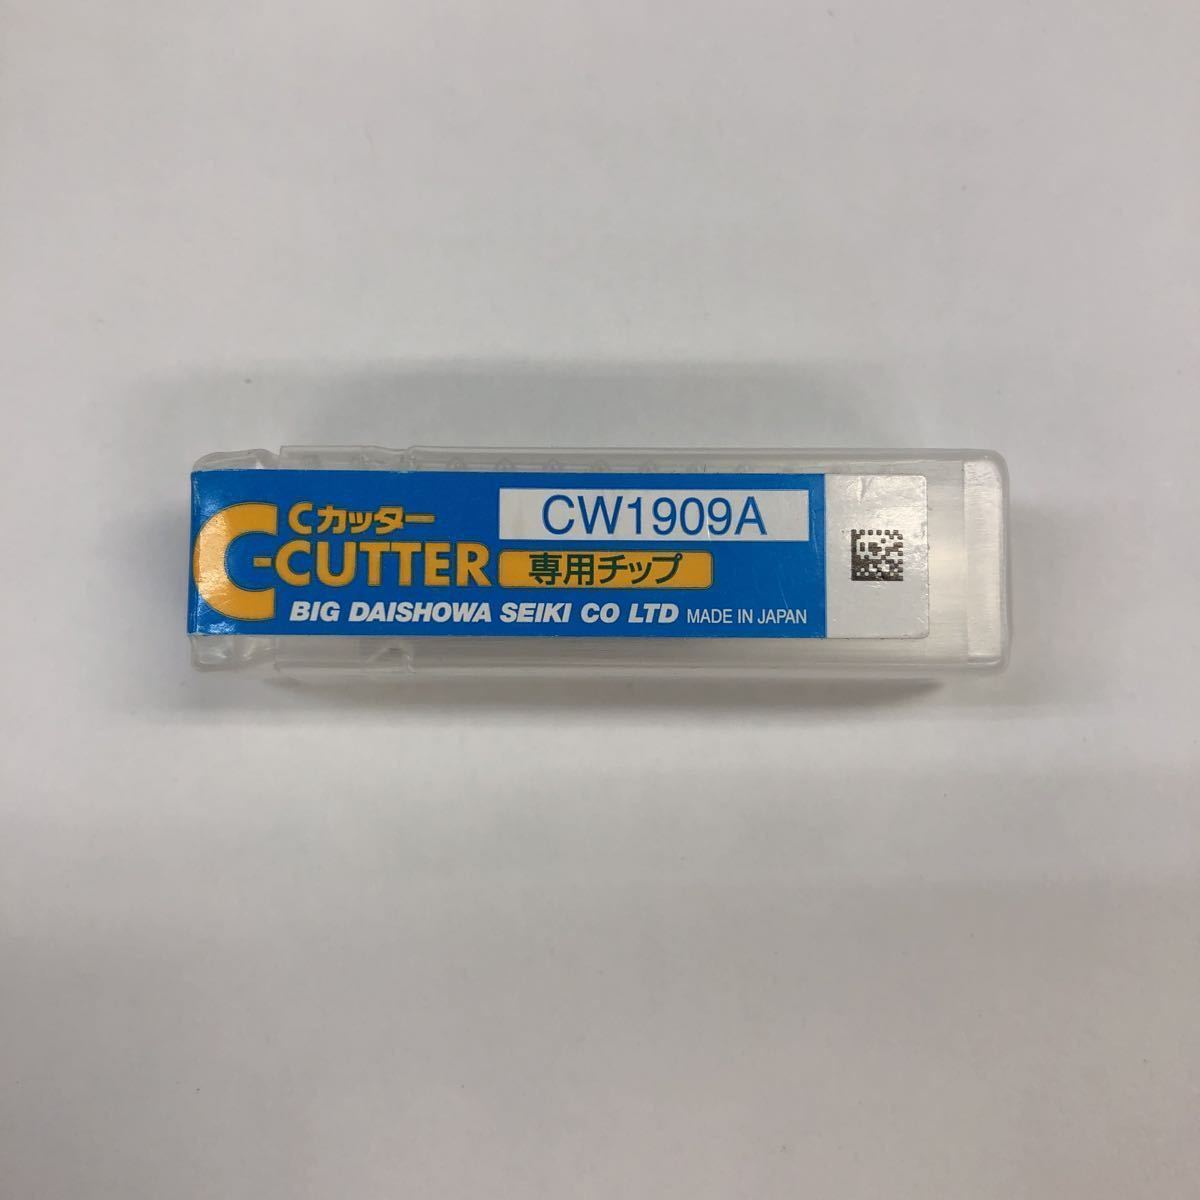 Cカッター
C-CUTTER
CW1909A
専用チップ
BIG DAISHOWA SEIKI CO LTD MADE IN JAPAN